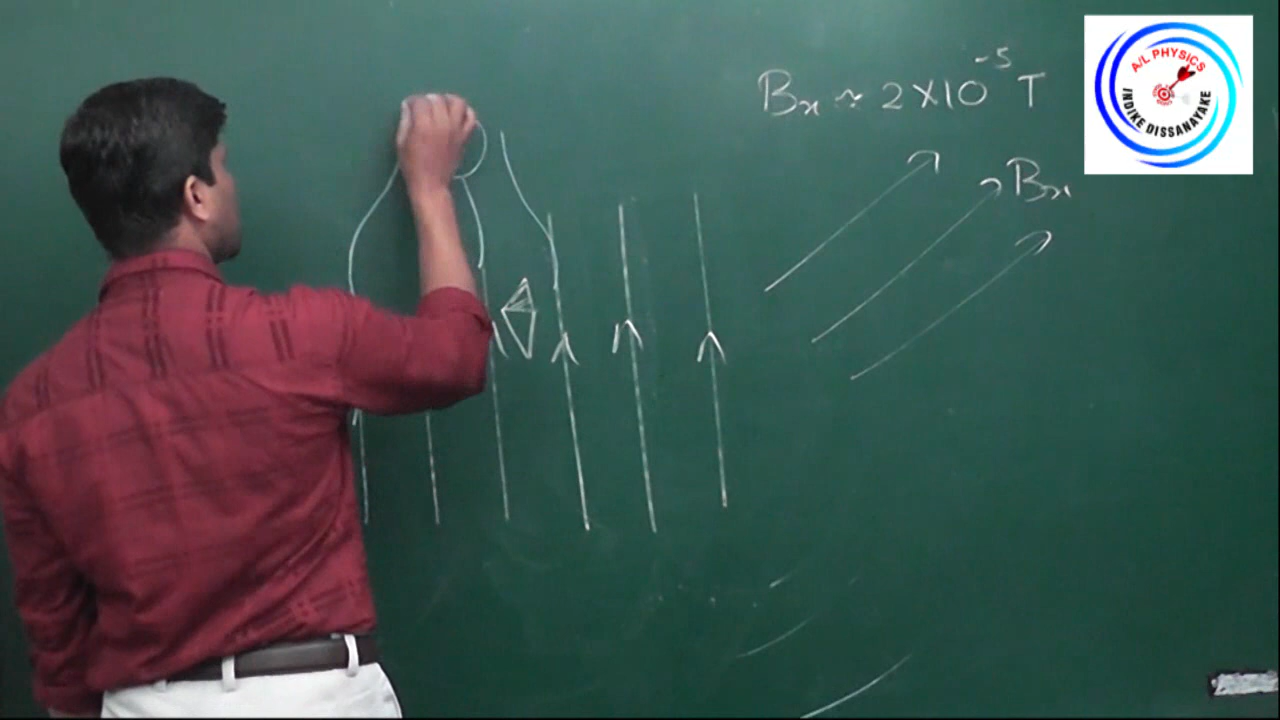 Bx ≈ 2 × 10⁻⁵ T
Bx
A/L PHYSICS
INDIKE DISSANAYAKE